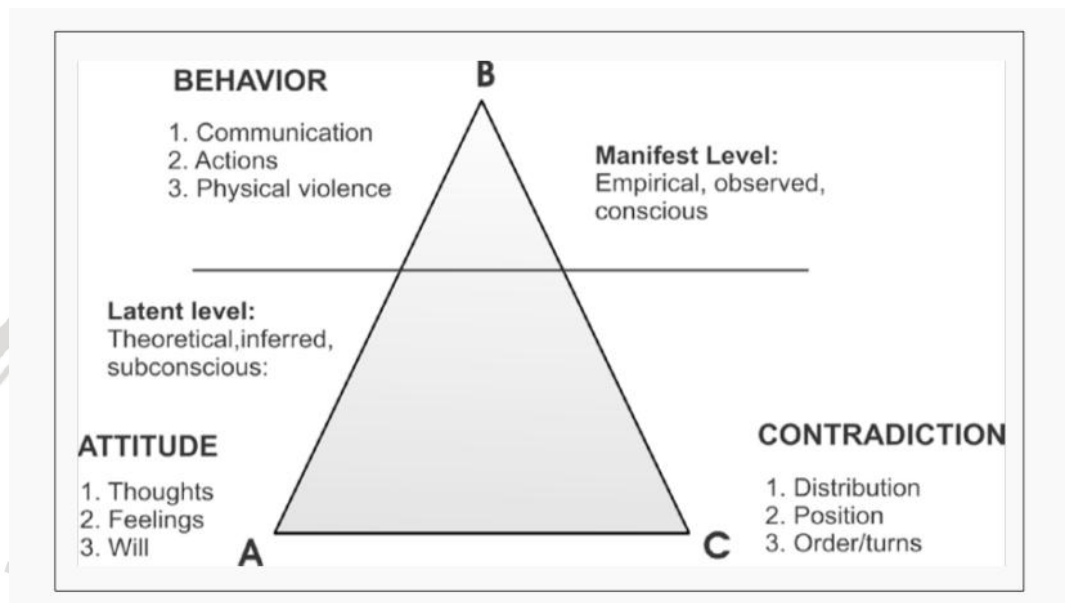 B
BEHAVIOR
1. Communication
2. Actions
3. Physical violence
Manifest Level:
Empirical, observed,
conscious
Latent level:
Theoretical,inferred,
subconscious:
ATTITUDE
1. Thoughts
2. Feelings
3. Will
A
CONTRADICTION
1. Distribution
2. Position
3. Order/turns
C